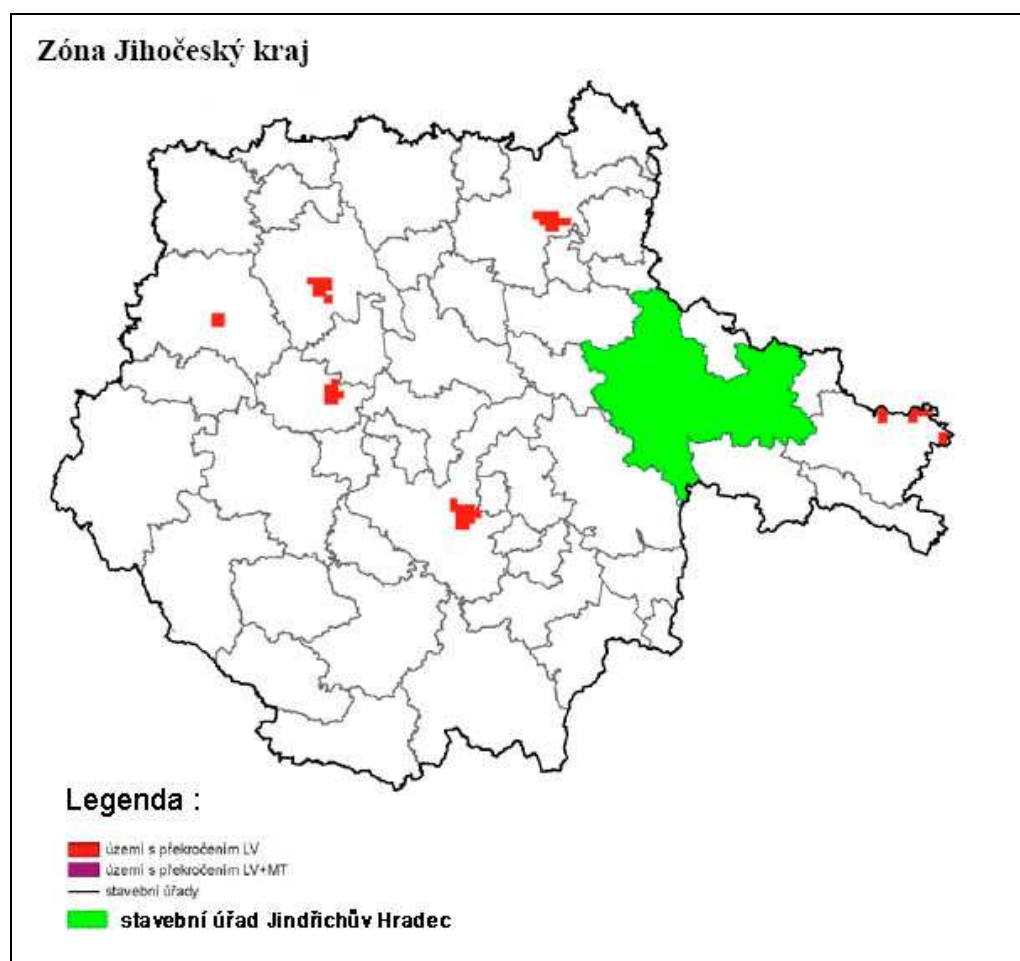 Zóna Jihočeský kraj
Legenda :
území s překročením LV
území s překročením LV+MT
stavební úřady
stavební úřad Jindřichův Hradec